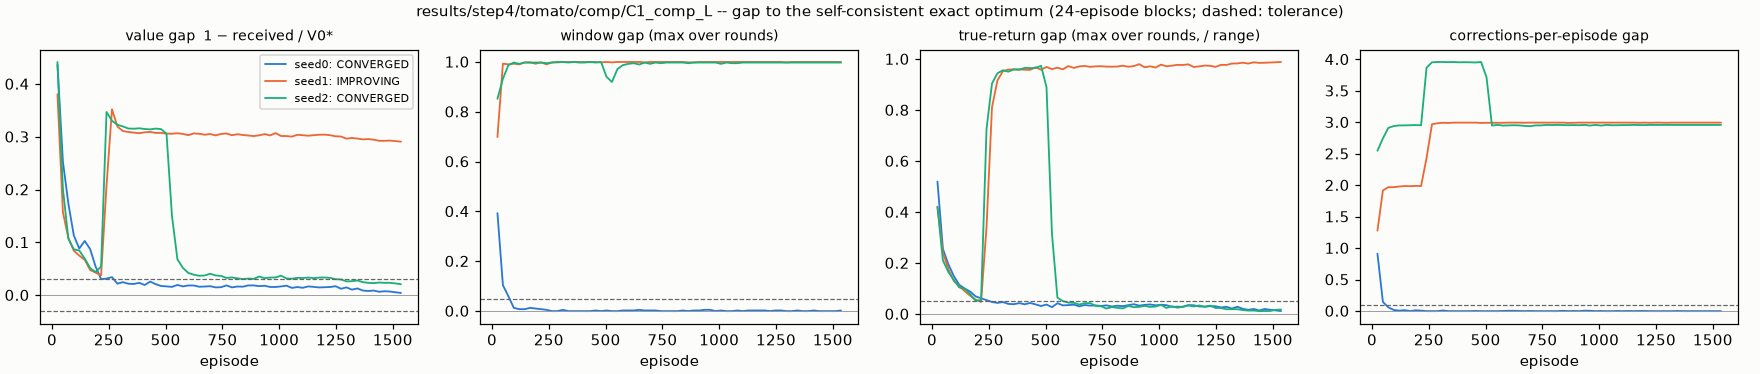 results/step4/tomato/comp/C1_comp_L -- gap to the self-consistent exact optimum (24-episode blocks; dashed: tolerance)
value gap  1 − received / V0*
seed0: CONVERGED
seed1: IMPROVING
seed2: CONVERGED
0.4
0.3
0.2
0.1
0.0
0 250 500 750 1000 1250 1500
episode
window gap (max over rounds)
1.0
0.8
0.6
0.4
0.2
0.0
0 250 500 750 1000 1250 1500
episode
true-return gap (max over rounds, / range)
1.0
0.8
0.6
0.4
0.2
0.0
0 250 500 750 1000 1250 1500
episode
corrections-per-episode gap
4.0
3.5
3.0
2.5
2.0
1.5
1.0
0.5
0.0
0 250 500 750 1000 1250 1500
episode